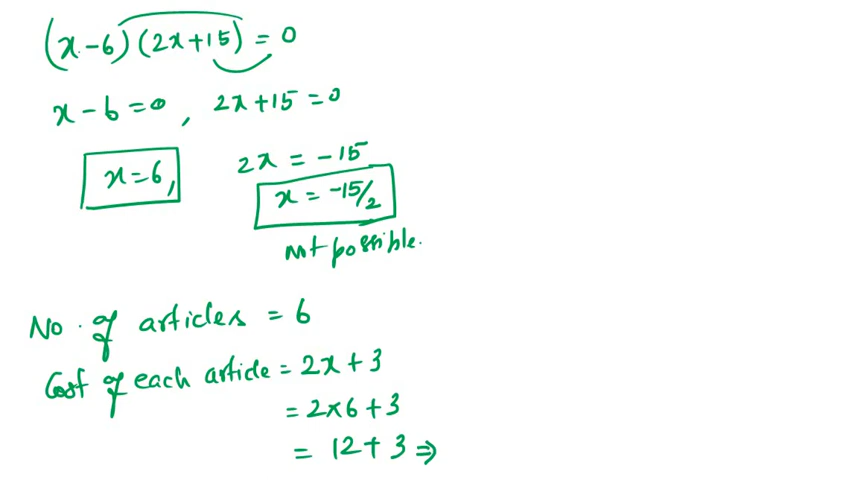 (x-6)(2x+15) = 0
x-6=0, 2x+15=0
x=6, 2x = -15
x = -15/2
not possible.
No. of articles = 6
Cost of each article = 2x+3
= 2×6+3
= 12+3 ⇒